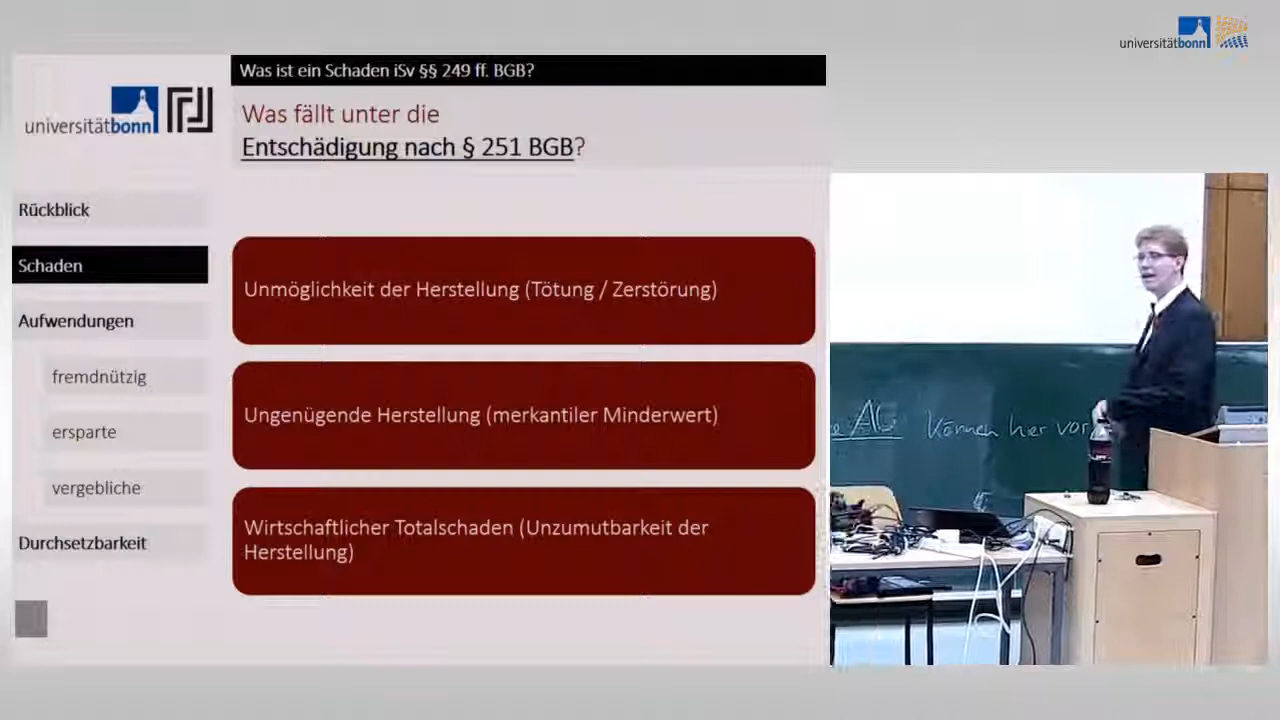 universitätbonn
Was ist ein Schaden iSv §§ 249 ff. BGB?
universitätbonn
Was fällt unter die
Entschädigung nach § 251 BGB?
Rückblick
Schaden
Aufwendungen
fremdnützig
ersparte
vergebliche
Durchsetzbarkeit
Unmöglichkeit der Herstellung (Tötung / Zerstörung)
Ungenügende Herstellung (merkantiler Minderwert)
Wirtschaftlicher Totalschaden (Unzumutbarkeit der
Herstellung)
können her vor